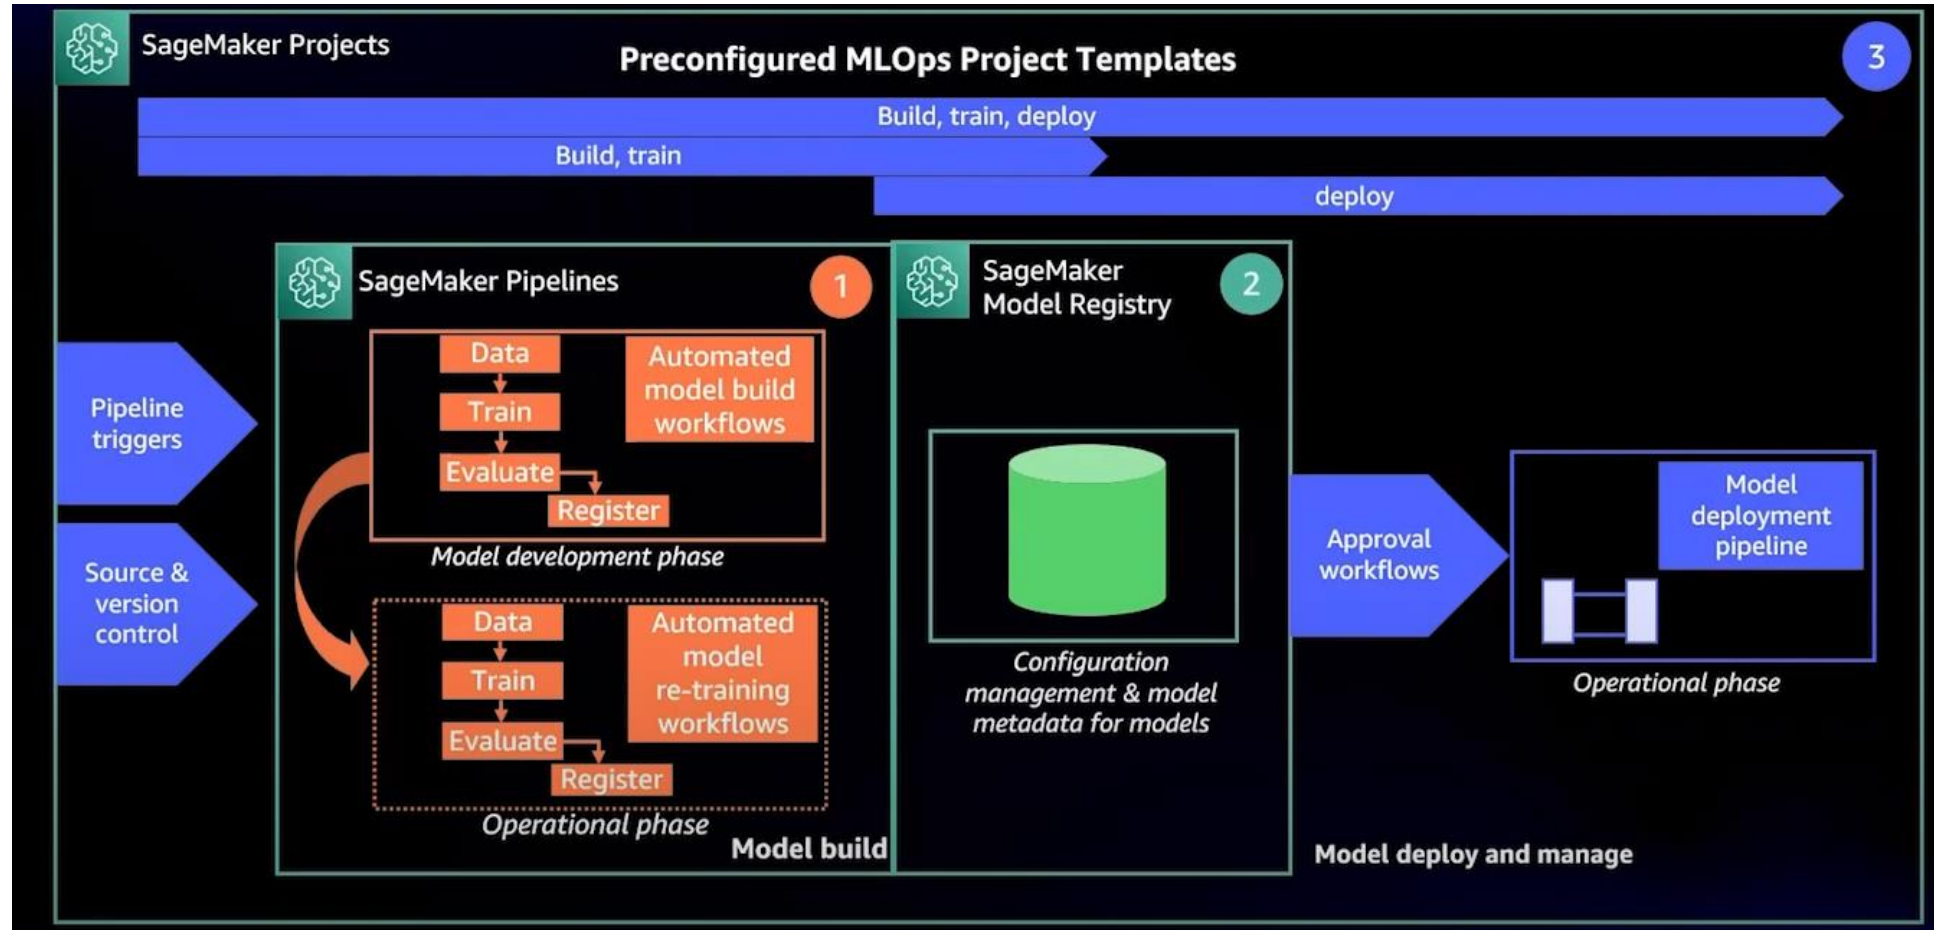 SageMaker Projects
Preconfigured MLOps Project Templates
3
Build, train, deploy
Build, train
deploy
SageMaker Pipelines
1
Data
Train
Evaluate
Register
Automated
model build
workflows
Model development phase
Data
Train
Evaluate
Register
Automated
model
re-training
workflows
Operational phase
Model build
Pipeline
triggers
Source &
version
control
SageMaker
Model Registry
2
Configuration
management & model
metadata for models
Approval
workflows
Model
deployment
pipeline
Operational phase
Model deploy and manage